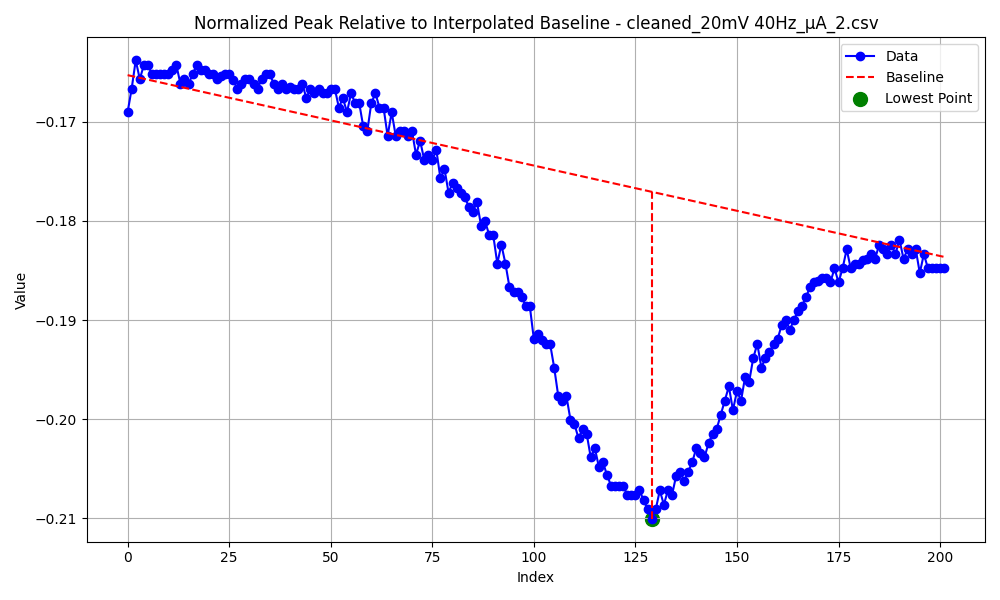 Normalized Peak Relative to Interpolated Baseline - cleaned_20mV 40Hz_µA_2.csv
Data
Baseline
Lowest Point
Value
−0.17
−0.18
−0.19
−0.20
−0.21
0
25
50
75
100
125
150
175
200
Index